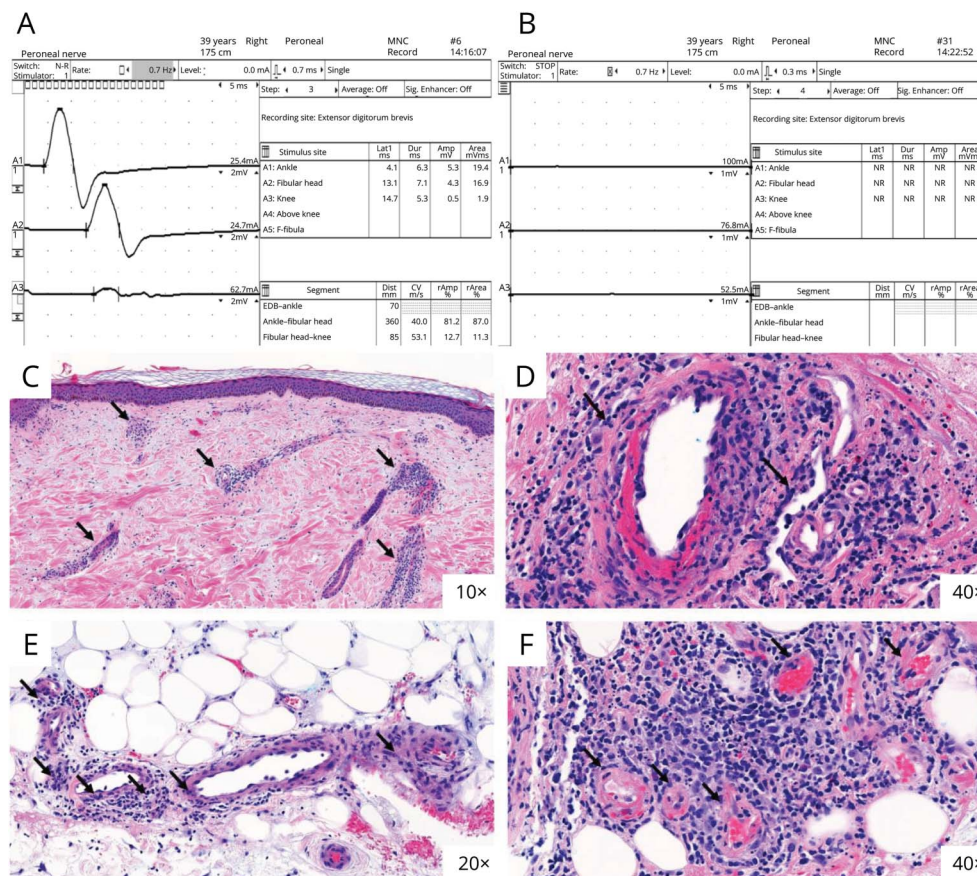 A
39 years Right Peroneal MNC #6
Peroneal nerve 175 cm Record 14:16:07
Switch: N-R Rate: 0.7 Hz Level: 0.0 mA 0.7 ms Single
Stimulator: 1
5 ms
Step: 3 Average: Off Sig. Enhancer: Off
Recording site: Extensor digitorum brevis
Stimulus site Lat1 ms Dur ms Amp mV Area mVms
A1: Ankle 4.1 6.3 5.3 19.4
A2: Fibular head 13.1 7.1 4.3 16.9
A3: Knee 14.7 5.3 0.5 1.9
A4: Above knee
A5: F-fibula
A1
1
25.4mA
2mV
A2
1
24.7mA
2mV
A3
62.7mA
2mV
Segment Dist mm CV m/s rAmp % rArea %
EDB–ankle 70
Ankle–fibular head 360 40.0 81.2 87.0
Fibular head–knee 85 53.1 12.7 11.3
B
39 years Right Peroneal MNC #31
Peroneal nerve 175 cm Record 14:22:52
Switch: STOP Rate: 0.7 Hz Level: 0.0 mA 0.3 ms Single
Stimulator: 1
5 ms
Step: 4 Average: Off Sig. Enhancer: Off
Recording site: Extensor digitorum brevis
Stimulus site Lat1 ms Dur ms Amp mV Area mVms
A1: Ankle NR NR NR NR
A2: Fibular head NR NR NR NR
A3: Knee NR NR NR NR
A4: Above knee
A5: F-fibula
A1
1
100mA
1mV
A2
1
76.8mA
1mV
A3
52.5mA
1mV
Segment Dist mm CV m/s rAmp % rArea %
EDB–ankle
Ankle–fibular head
Fibular head–knee
C
10×
D
40×
E
20×
F
40×